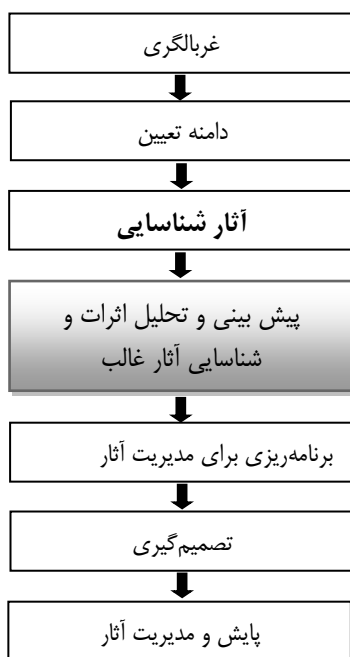 غربالگری
دامنه تعیین
آثار شناسایی
پیش بینی و تحلیل اثرات و
شناسایی آثار غالب
برنامه‌ریزی برای مدیریت آثار
تصمیم‌گیری
پایش و مدیریت آثار